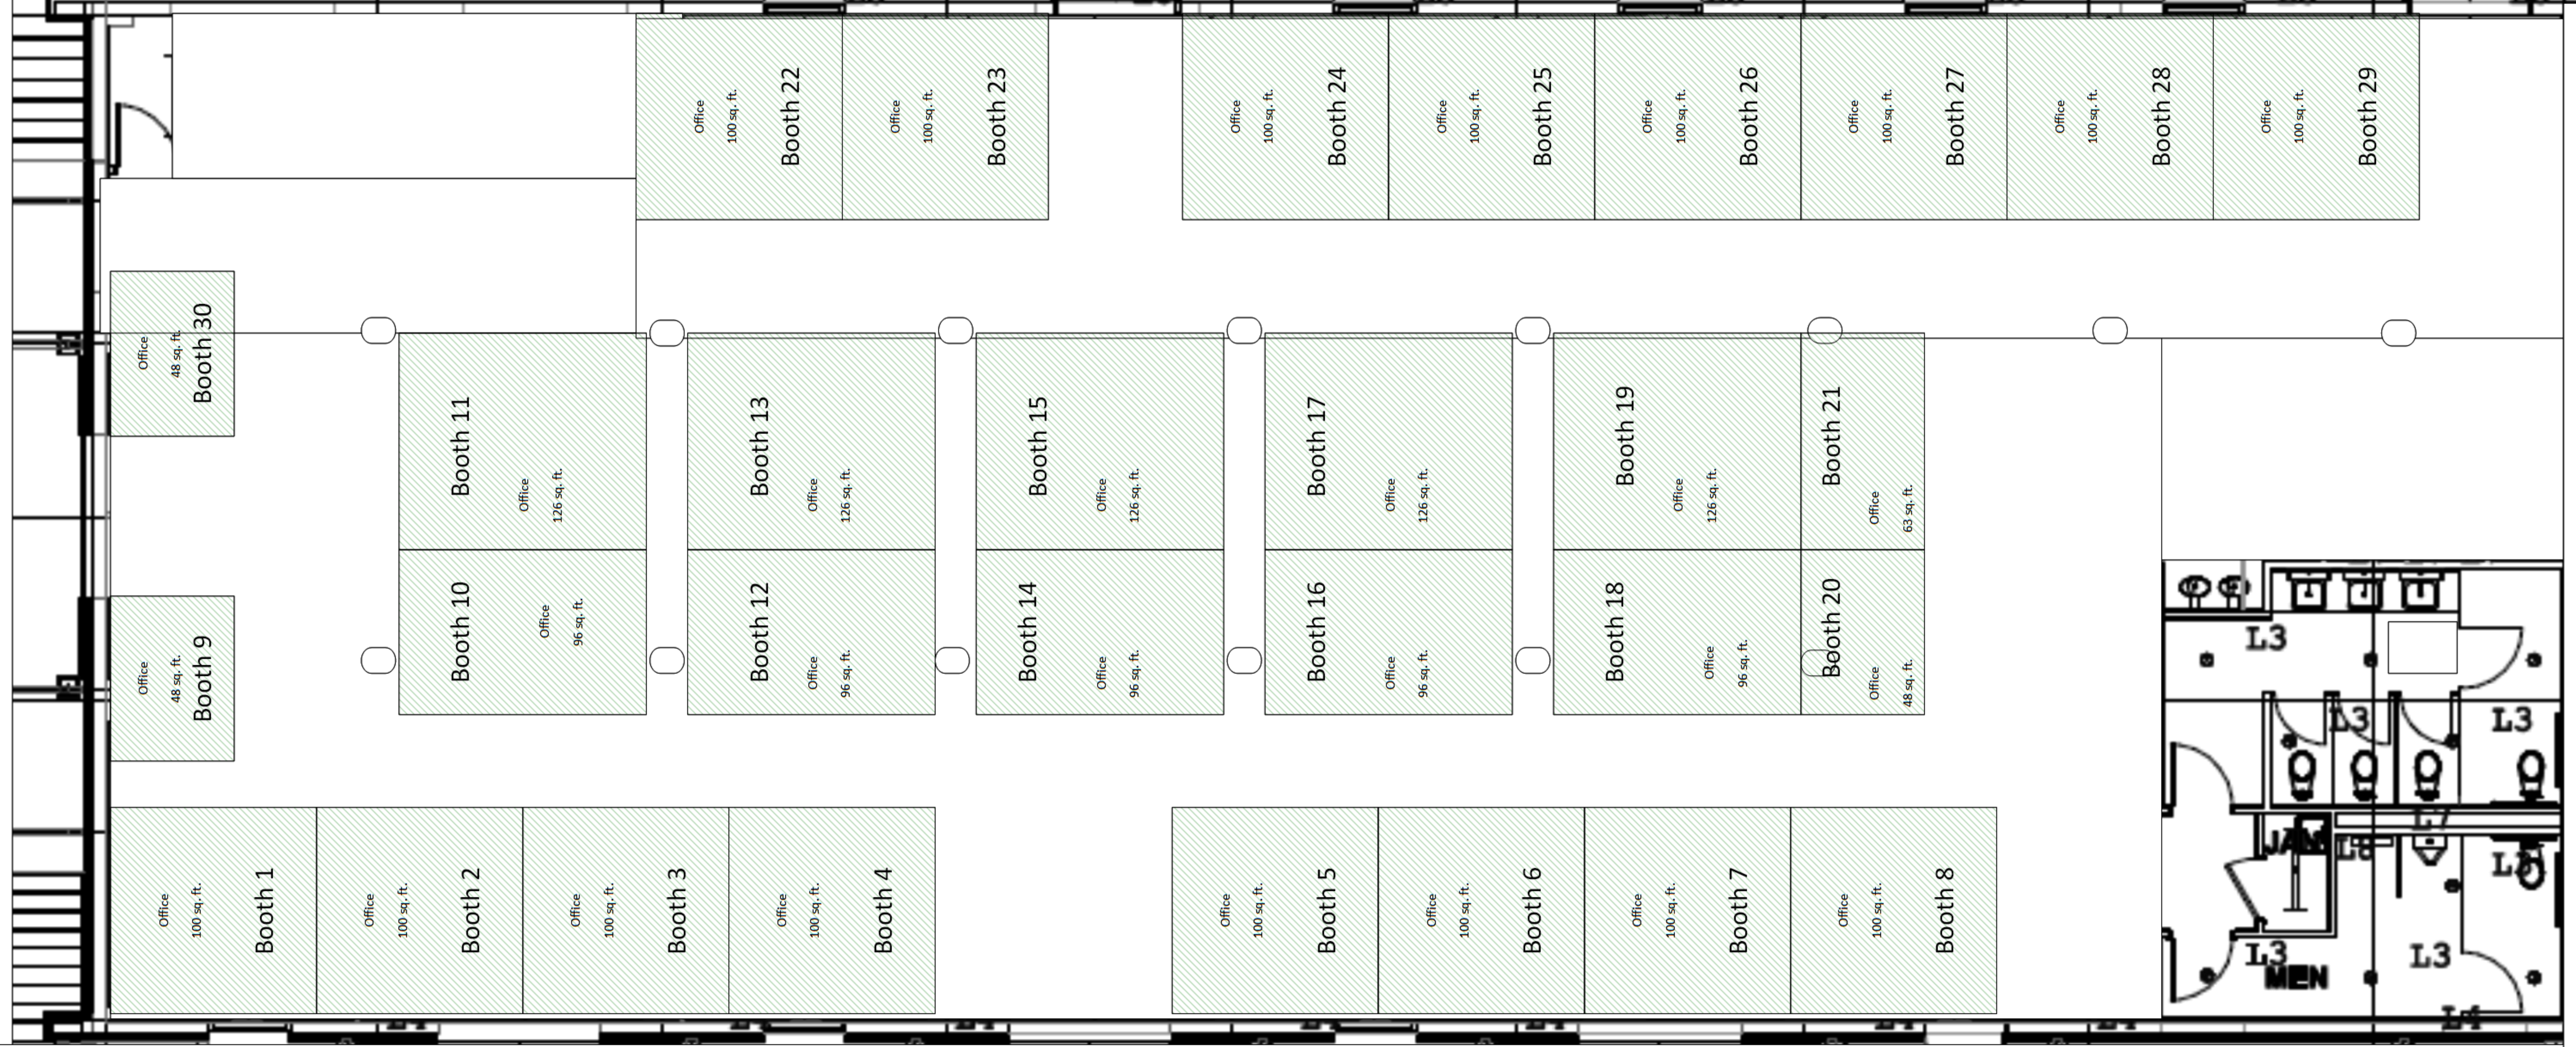 Office
100 sq. ft.
Booth 22
Office
100 sq. ft.
Booth 23
Office
100 sq. ft.
Booth 24
Office
100 sq. ft.
Booth 25
Office
100 sq. ft.
Booth 26
Office
100 sq. ft.
Booth 27
Office
100 sq. ft.
Booth 28
Office
100 sq. ft.
Booth 29
Office
48 sq. ft.
Booth 30
Booth 11
Office
126 sq. ft.
Booth 13
Office
126 sq. ft.
Booth 15
Office
126 sq. ft.
Booth 17
Office
126 sq. ft.
Booth 19
Office
126 sq. ft.
Booth 21
Office
63 sq. ft.
Office
48 sq. ft.
Booth 9
Booth 10
Office
96 sq. ft.
Booth 12
Office
96 sq. ft.
Booth 14
Office
96 sq. ft.
Booth 16
Office
96 sq. ft.
Booth 18
Office
96 sq. ft.
Booth 20
Office
48 sq. ft.
L3
L3
L3
Office
100 sq. ft.
Booth 1
Office
100 sq. ft.
Booth 2
Office
100 sq. ft.
Booth 3
Office
100 sq. ft.
Booth 4
Office
100 sq. ft.
Booth 5
Office
100 sq. ft.
Booth 6
Office
100 sq. ft.
Booth 7
Office
100 sq. ft.
Booth 8
JAN
L3
L3
MEN
L3